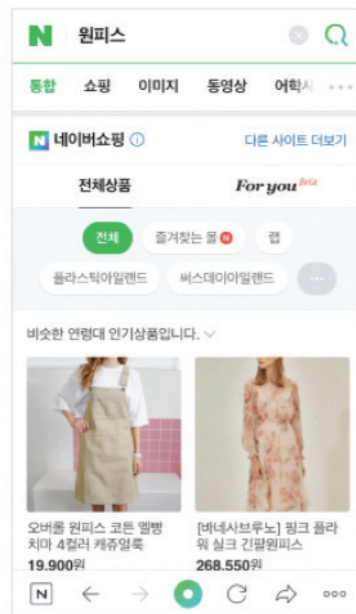 N 원피스
통합 쇼핑 이미지 동영상 어학사
N 네이버쇼핑 다른 사이트 더보기
전체상품 For you Beta
전체 즐겨찾는 몰 N 랩
플라스틱아일랜드 써스데이아일랜드
비슷한 연령대 인기상품입니다.
오버롤 원피스 코튼 멜빵
치마 4컬러 캐쥬얼룩
19.900원
[바네사브루노] 핑크 플라
워 실크 긴팔원피스
268.550원
N